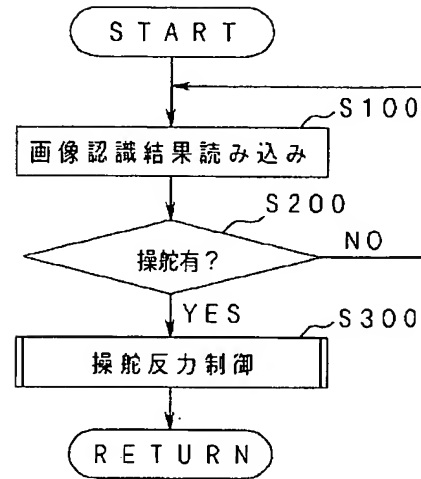 START
S100
画像認識結果読み込み
S200
操舵有?
NO
YES
S300
操舵反力制御
RETURN